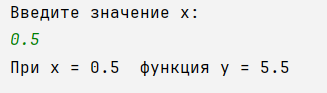 Введите значение x:
0.5
При x = 0.5  функция y = 5.5